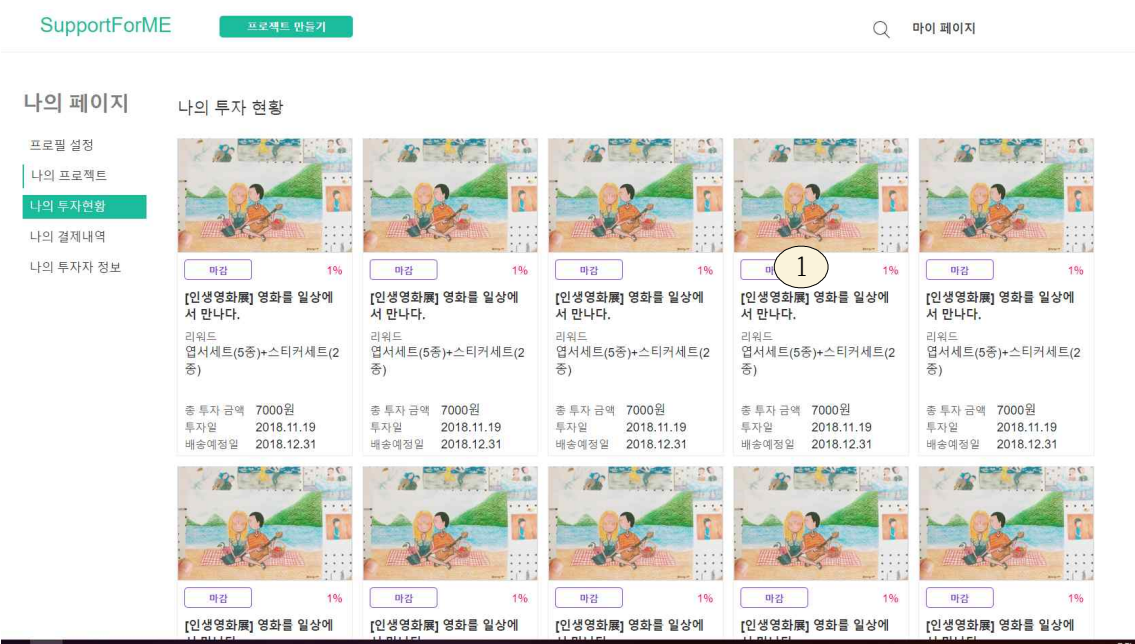 SupportForME
프로젝트 만들기
마이 페이지
나의 페이지
프로필 설정
나의 프로젝트
나의 투자현황
나의 결제내역
나의 투자자 정보
나의 투자 현황
마감 1%
[인생영화展] 영화를 일상에
서 만나다.
리워드
엽서세트(5종)+스티커세트(2
종)
총 투자 금액 7000원
투자일 2018.11.19
배송예정일 2018.12.31
마감 1%
[인생영화展] 영화를 일상에
서 만나다.
리워드
엽서세트(5종)+스티커세트(2
종)
총 투자 금액 7000원
투자일 2018.11.19
배송예정일 2018.12.31
마감 1%
[인생영화展] 영화를 일상에
서 만나다.
리워드
엽서세트(5종)+스티커세트(2
종)
총 투자 금액 7000원
투자일 2018.11.19
배송예정일 2018.12.31
1 1%
[인생영화展] 영화를 일상에
서 만나다.
리워드
엽서세트(5종)+스티커세트(2
종)
총 투자 금액 7000원
투자일 2018.11.19
배송예정일 2018.12.31
마감 1%
[인생영화展] 영화를 일상에
서 만나다.
리워드
엽서세트(5종)+스티커세트(2
종)
총 투자 금액 7000원
투자일 2018.11.19
배송예정일 2018.12.31
마감 1%
[인생영화展] 영화를 일상에
마감 1%
[인생영화展] 영화를 일상에
마감 1%
[인생영화展] 영화를 일상에
마감 1%
[인생영화展] 영화를 일상에
마감 1%
[인생영화展] 영화를 일상에